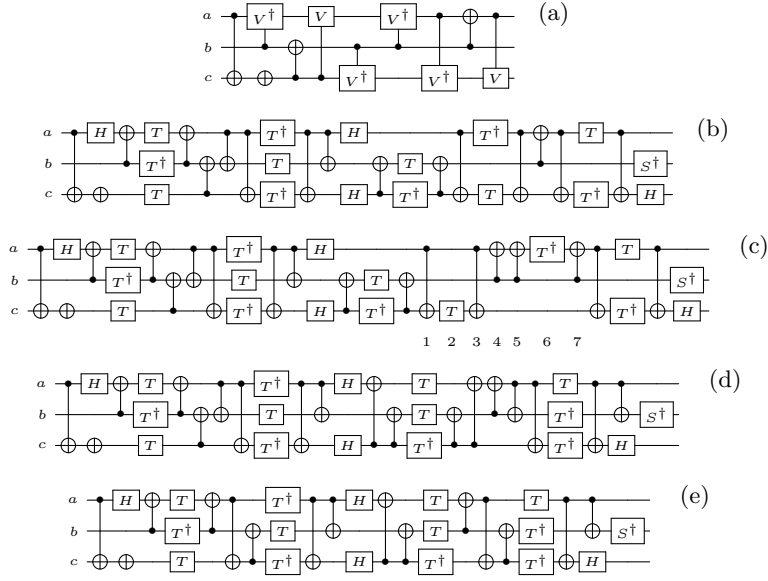 a V† V V† (a)
b
c V† V† V
a H T T† H T† T (b)
b T† T T S†
c T T† H T† T T† H
a H T T† H T† T (c)
b T† T T S†
c T T† H T† T T† H
1 2 3 4 5 6 7
a H T T† H T T (d)
b T† T T T† S†
c T T† H T† T† H
a H T T† H T T (e)
b T† T T T† S†
c T T† H T† T† H